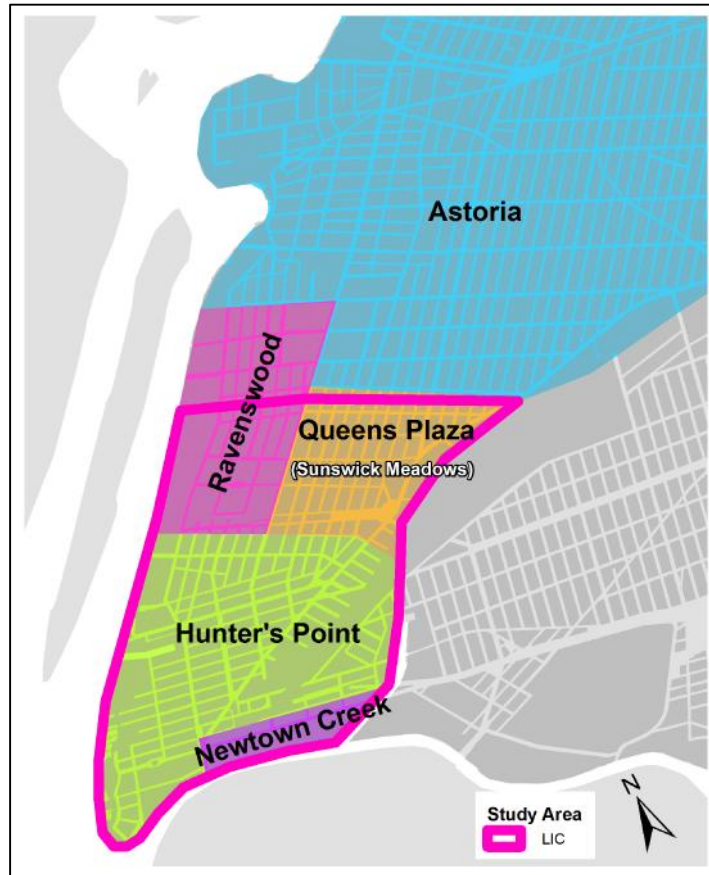 Astoria
Ravenswood
Queens Plaza
(Sunswick Meadows)
Hunter's Point
Newtown Creek
N
Study Area
LIC